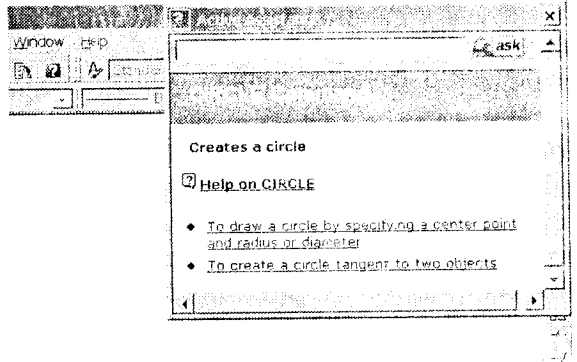 Window Help
ask
Creates a circle
Help on CIRCLE
To draw a circle by specifying a center point
and radius or diameter
To create a circle tangent to two objects